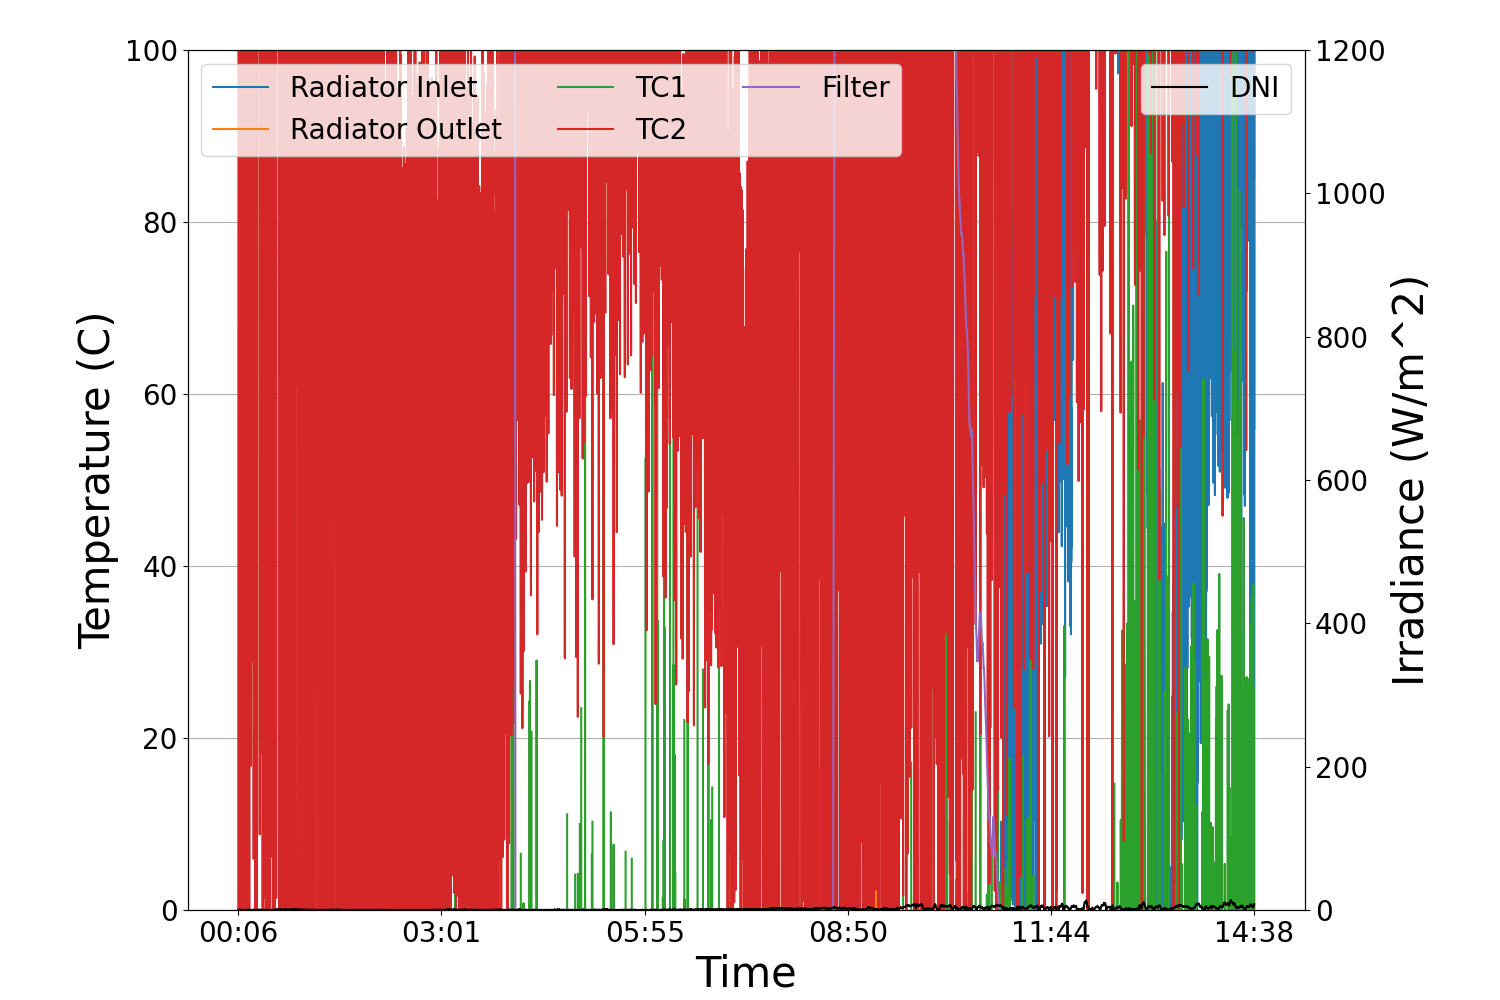 100
80
60
40
20
0
Temperature (C)
Radiator Inlet
Radiator Outlet
TC1
TC2
Filter
DNI
1200
1000
800
600
400
200
0
Irradiance (W/m^2)
00:06 03:01 05:55 08:50 11:44 14:38
Time